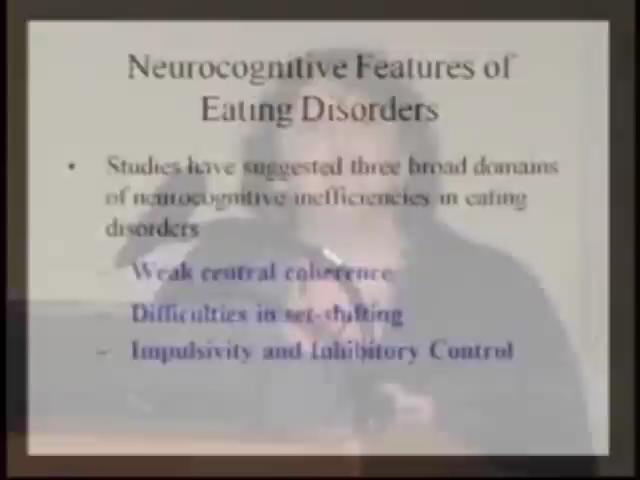 Neurocognitive Features of
Eating Disorders
• Studies have suggested three broad domains
of neurocognitive inefficiencies in eating
disorders
– Weak central coherence
– Difficulties in set-shifting
– Impulsivity and Inhibitory Control